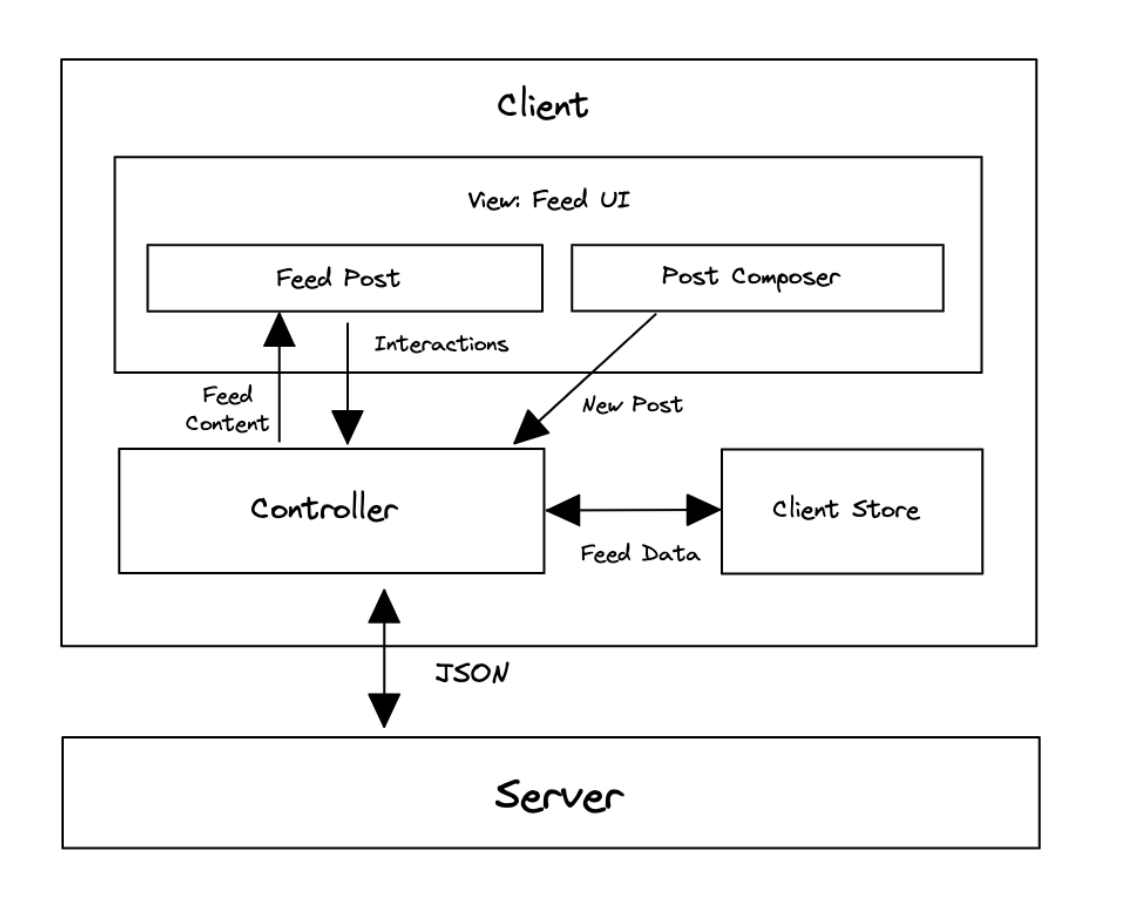 Client
View: Feed UI
Feed Post
Post Composer
Interactions
Feed
Content
New Post
Controller
Client Store
Feed Data
JSON
Server